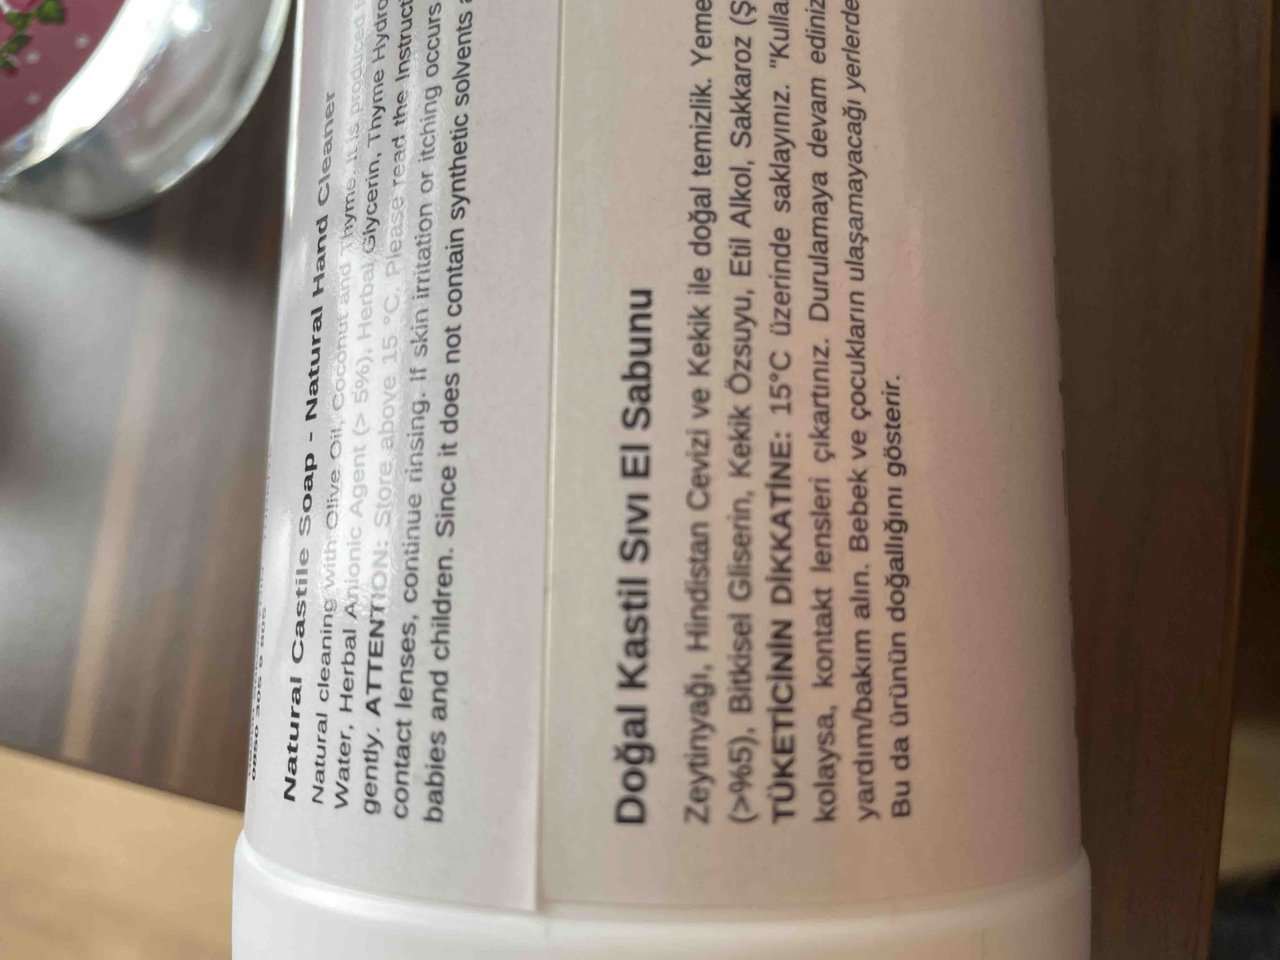 Natural Castile Soap - Natural Hand Cleaner
Natural cleaning with Olive Oil, Coconut and Thyme. It is produced
Water, Herbal Anionic Agent (> 5%), Herbal Glycerin, Thyme Hydro
gently. ATTENTION: Store above 15 °C. Please read the Instruct
contact lenses, continue rinsing. If skin irritation or itching occurs
babies and children. Since it does not contain synthetic solvents
Doğal Kastil Sıvı El Sabunu
Zeytinyağı, Hindistan Cevizi ve Kekik ile doğal temizlik. Yeme
(>%5), Bitkisel Gliserin, Kekik Özsuyu, Etil Alkol, Sakkaroz (Ş
TÜKETİCİNİN DİKKATİNE: 15°C üzerinde saklayınız. "Kulla
kolaysa, kontakt lensleri çıkartınız. Durulamaya devam ediniz
yardım/bakım alın. Bebek ve çocukların ulaşamayacağı yerlerde
Bu da ürünün doğallığını gösterir.